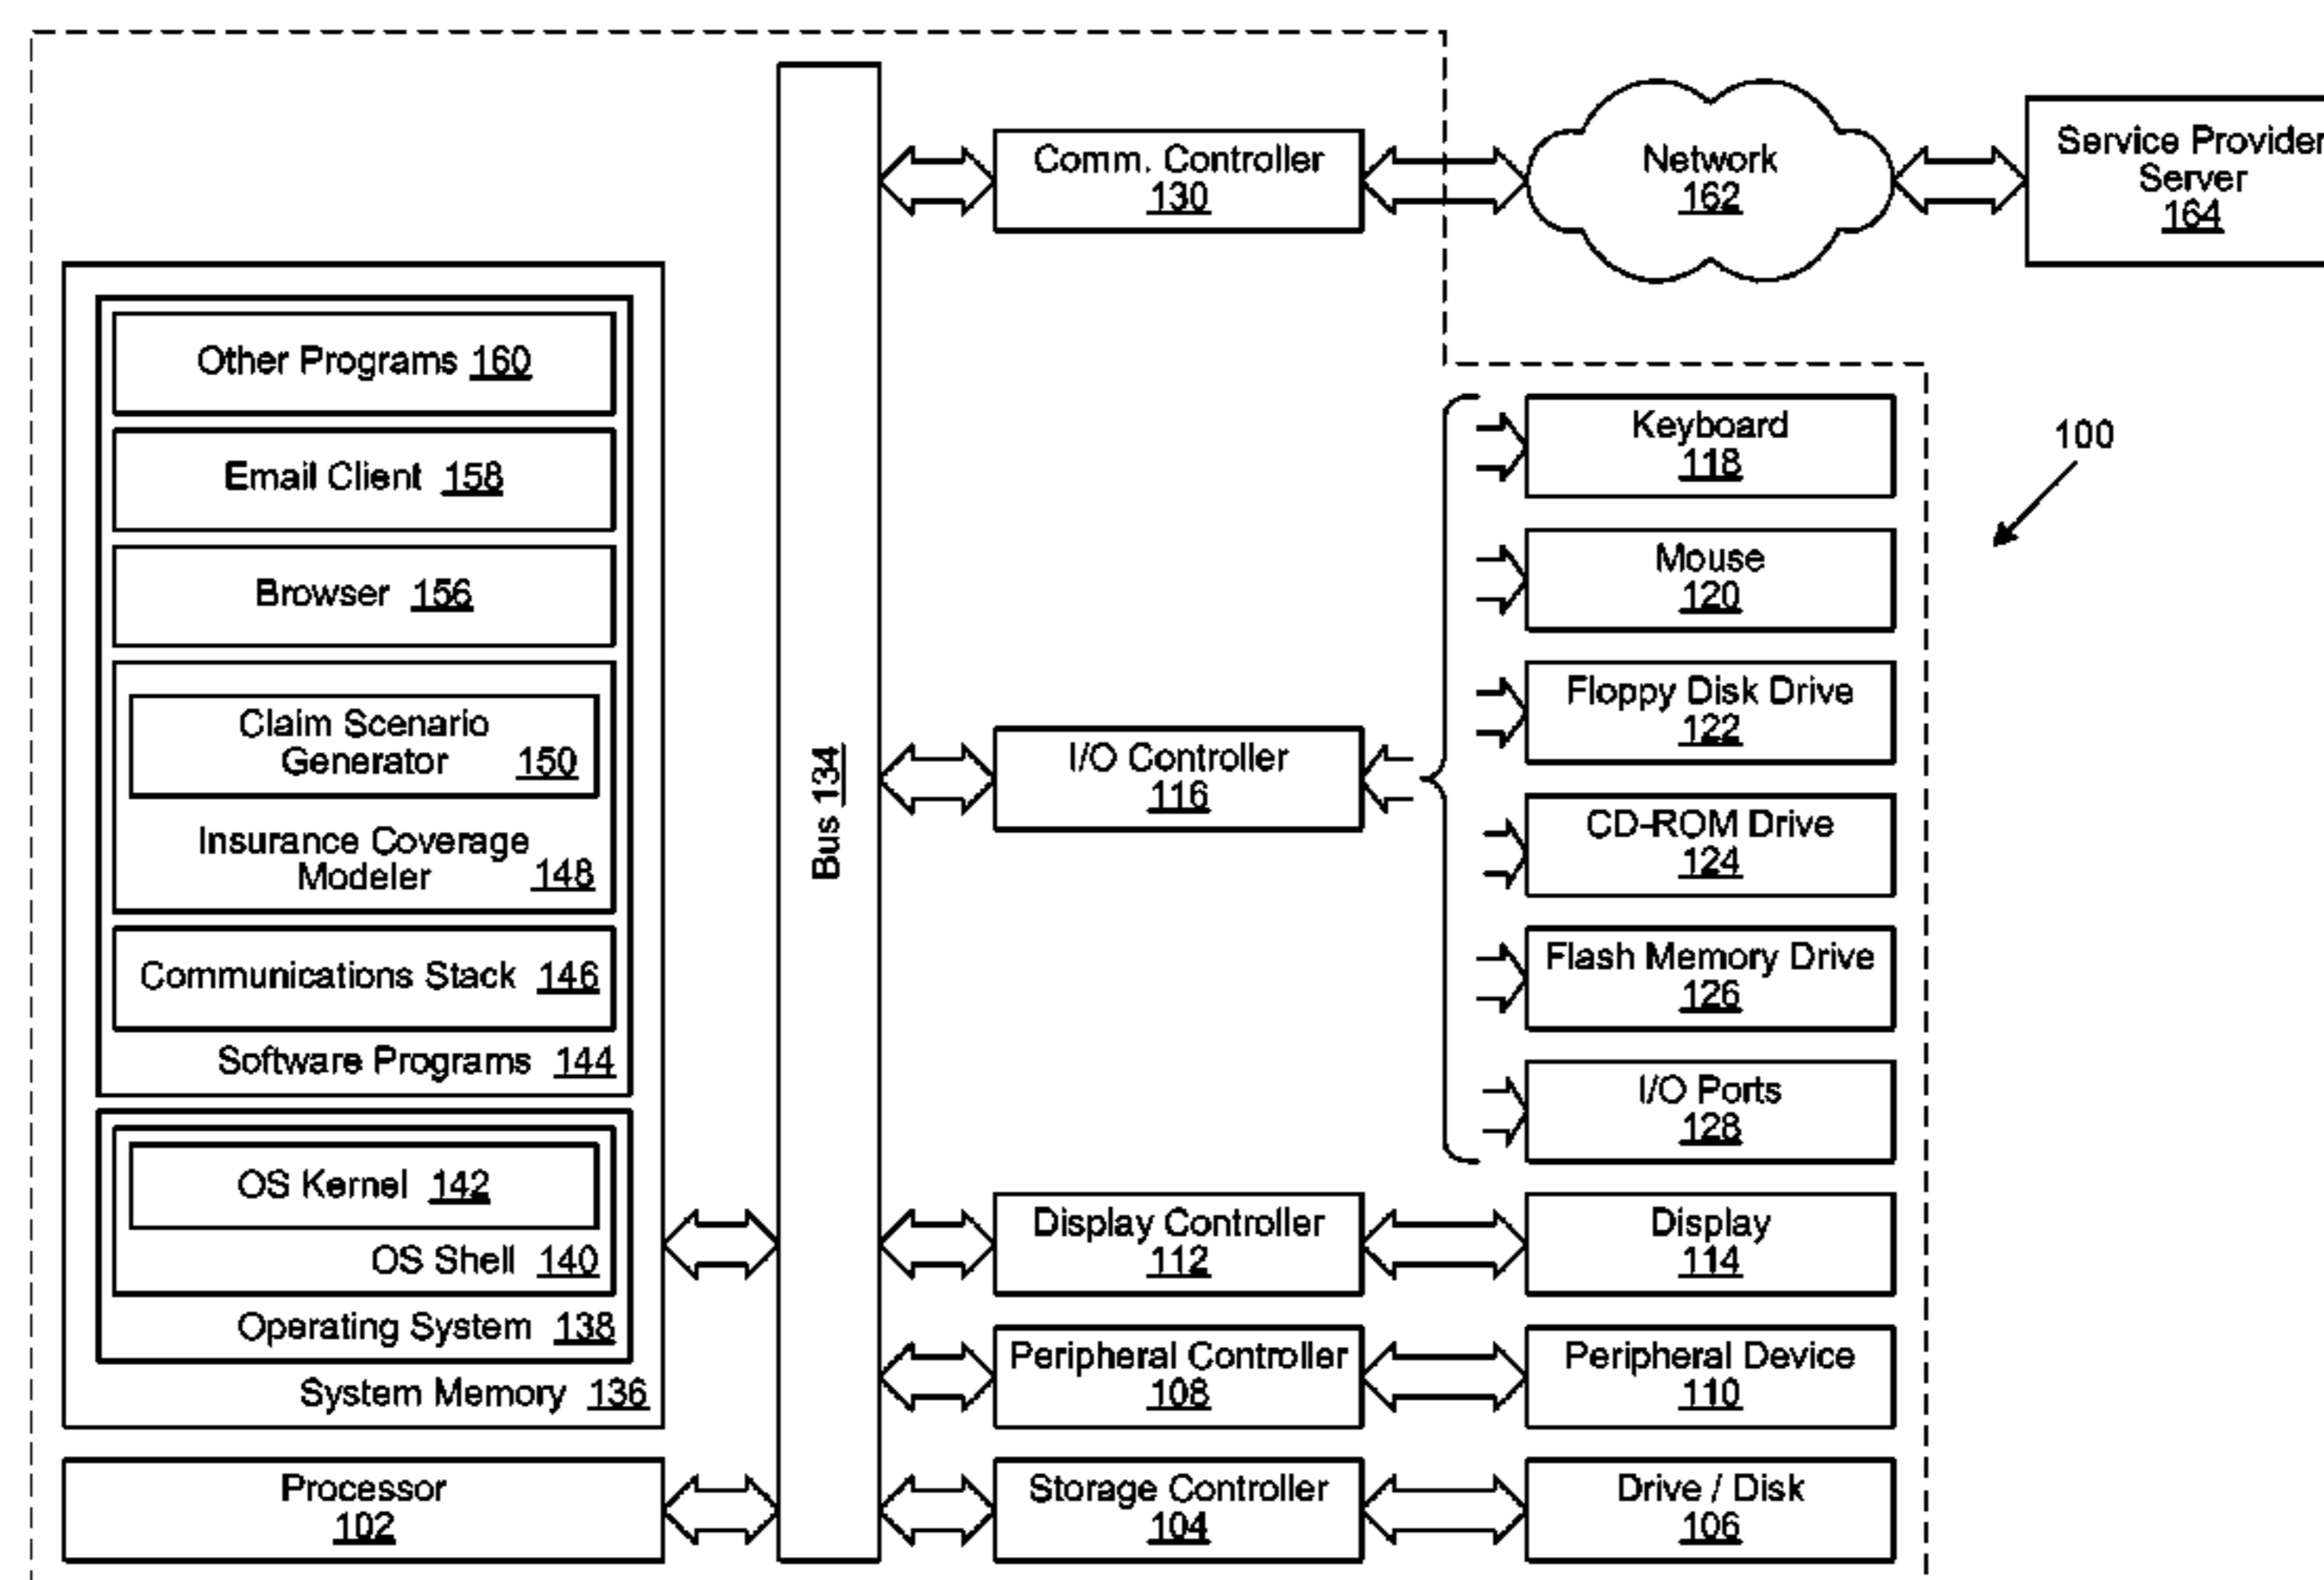 Comm. Controller
130
Network
162
Service Provider
Server
164
Other Programs 160
Email Client 158
Browser 156
Claim Scenario
Generator 150
Insurance Coverage
Modeler 148
Communications Stack 146
Software Programs 144
OS Kernel 142
OS Shell 140
Operating System 138
System Memory 136
Processor
102
Bus 134
I/O Controller
116
Display Controller
112
Peripheral Controller
108
Storage Controller
104
Keyboard
118
Mouse
120
Floppy Disk Drive
122
CD-ROM Drive
124
Flash Memory Drive
126
I/O Ports
128
Display
114
Peripheral Device
110
Drive / Disk
106
100